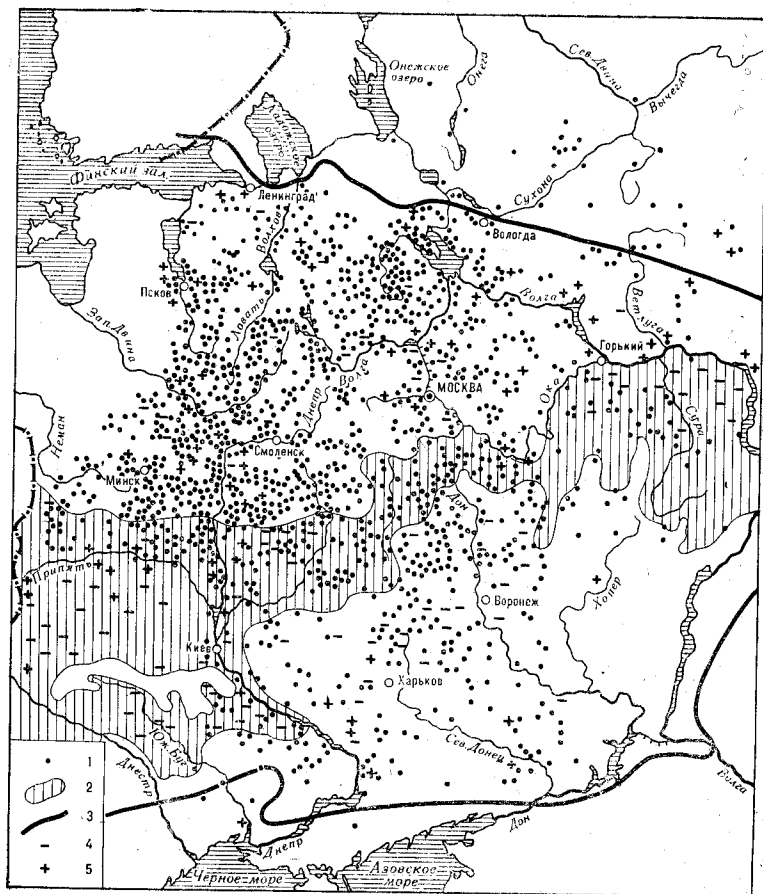 Онежское
озеро
Онега
Сев. Двина
Вычегда
Ладожское
озеро
Финский зал.
Ленинград
Сухона
Вологда
Волхов
Псков
Ловать
Волга
Ветлуга
Зап. Двина
Горький
Волга
Днепр
МОСКВА
Ока
Сура
Неман
Смоленск
Минск
Дон
Припять
Воронеж
Хопер
Киев
Харьков
Юж. Буг
Сев. Донец
Днестр
Волга
Дон
Днепр
Черное море
Азовское
море
1
2
3
4
5